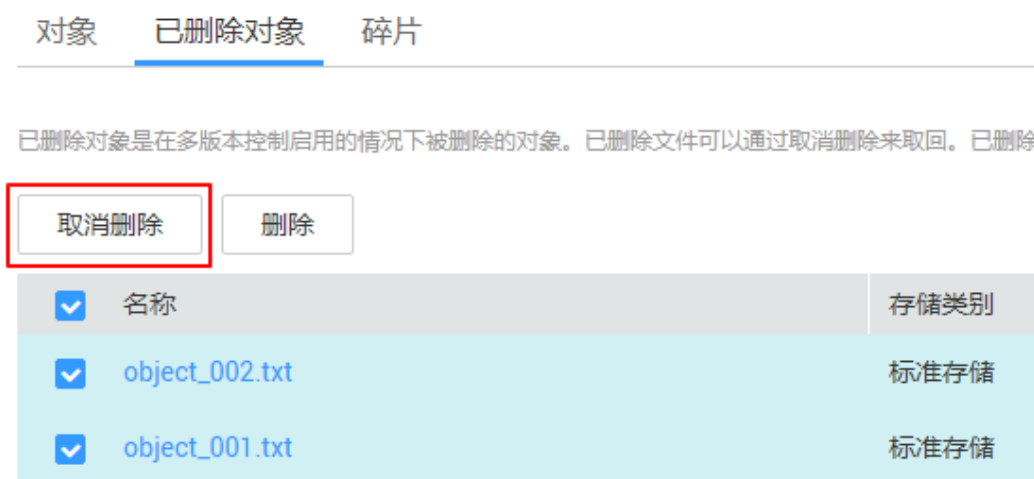 对象 已删除对象 碎片
已删除对象是在多版本控制启用的情况下被删除的对象。已删除文件可以通过取消删除来取回。已删除
取消删除 删除
名称 存储类别
object_002.txt 标准存储
object_001.txt 标准存储